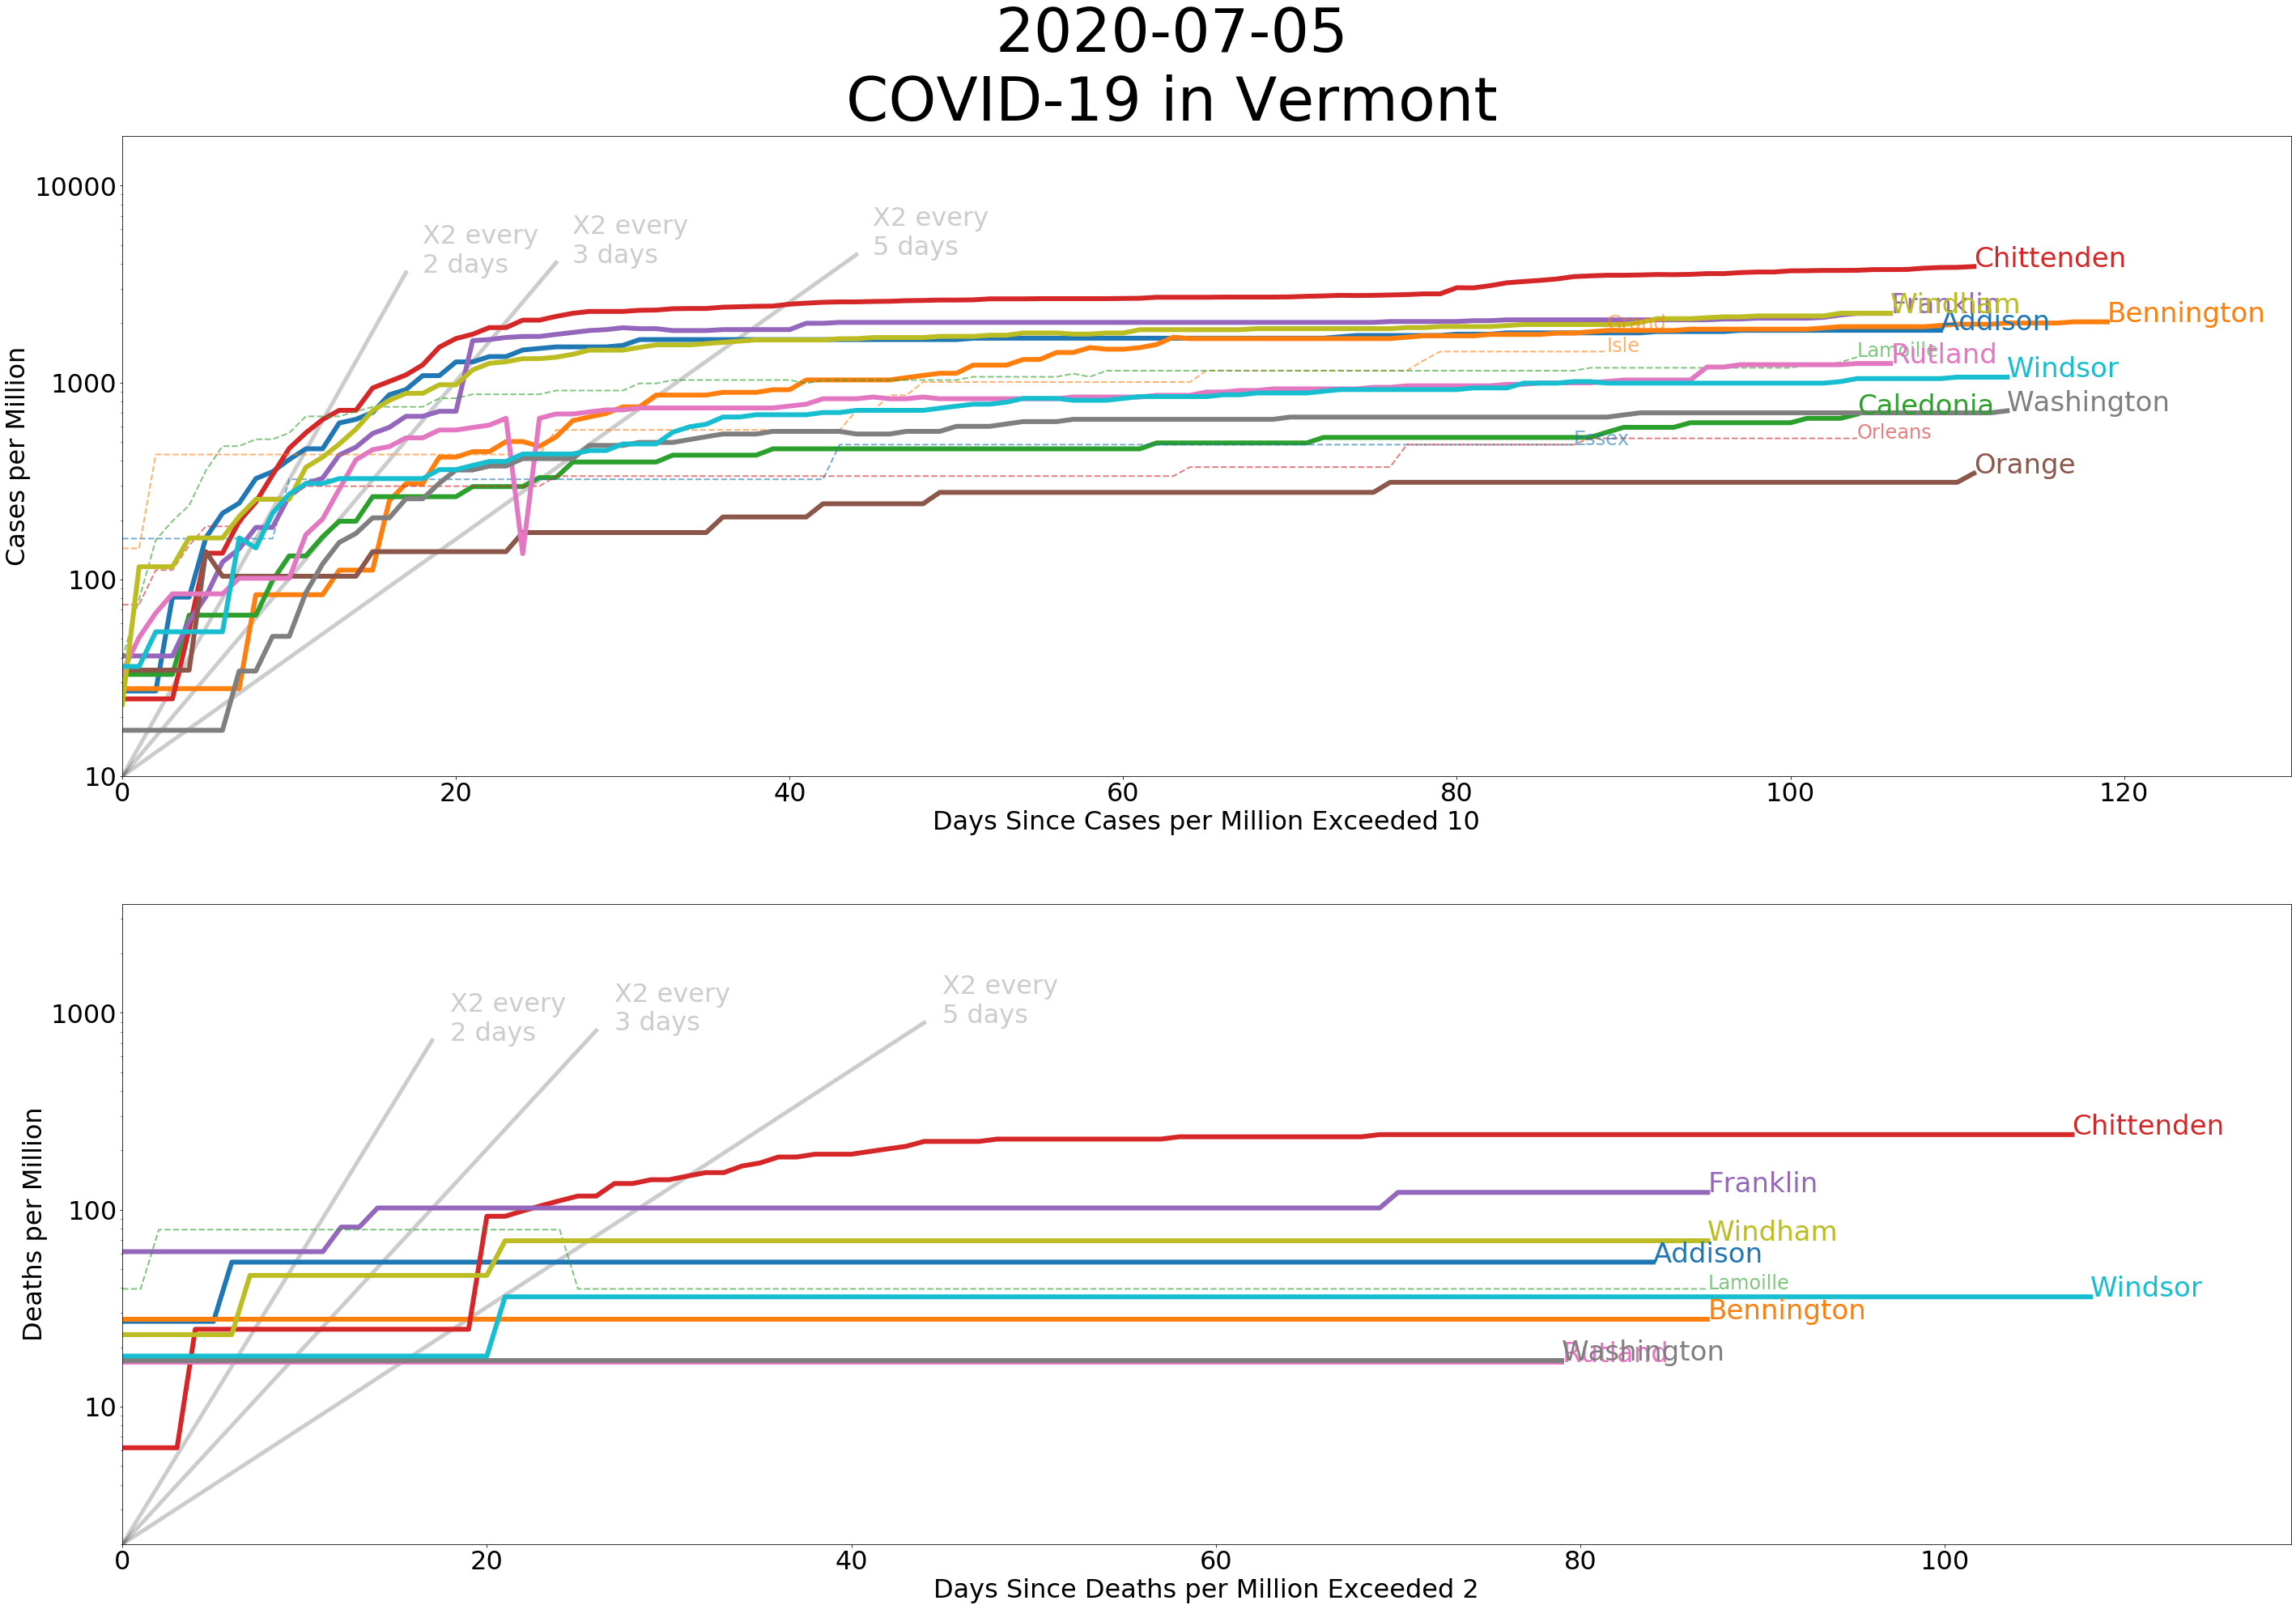 2020-07-05
COVID-19 in Vermont
10000
1000
100
10
Cases per Million
X2 every
2 days
X2 every
3 days
X2 every
5 days
Chittenden
Franklin
Windham
Bennington
Addison
Grand
Isle
Lamoille
Rutland
Windsor
Caledonia
Washington
Orleans
Essex
Orange
0
20
40
60
80
100
120
Days Since Cases per Million Exceeded 10
1000
100
10
Deaths per Million
X2 every
2 days
X2 every
3 days
X2 every
5 days
Chittenden
Franklin
Windham
Addison
Lamoille
Windsor
Bennington
Rutland
Washington
0
20
40
60
80
100
Days Since Deaths per Million Exceeded 2